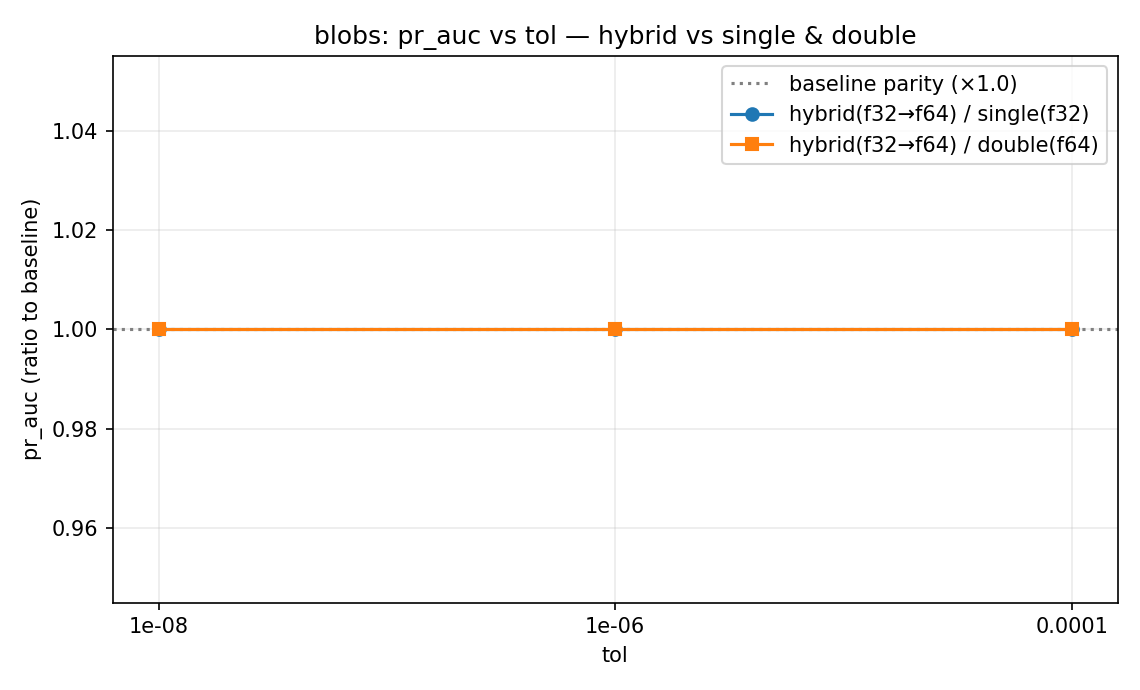 blobs: pr_auc vs tol — hybrid vs single & double
baseline parity (×1.0)
hybrid(f32→f64) / single(f32)
hybrid(f32→f64) / double(f64)
pr_auc (ratio to baseline)
1.04
1.02
1.00
0.98
0.96
1e-08
1e-06
0.0001
tol